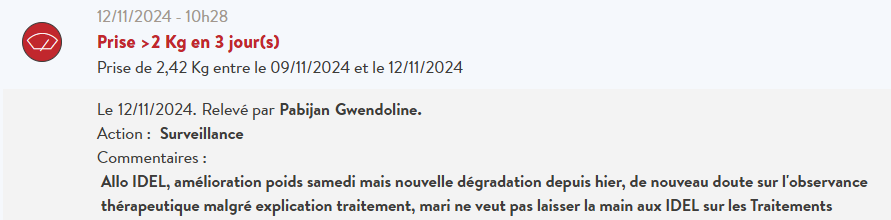 12/11/2024 - 10h28
Prise >2 Kg en 3 jour(s)
Prise de 2,42 Kg entre le 09/11/2024 et le 12/11/2024
Le 12/11/2024. Relevé par Pabijan Gwendoline.
Action : Surveillance
Commentaires :
Allo IDEL, amélioration poids samedi mais nouvelle dégradation depuis hier, de nouveau doute sur l'observance
thérapeutique malgré explication traitement, mari ne veut pas laisser la main aux IDEL sur les Traitements